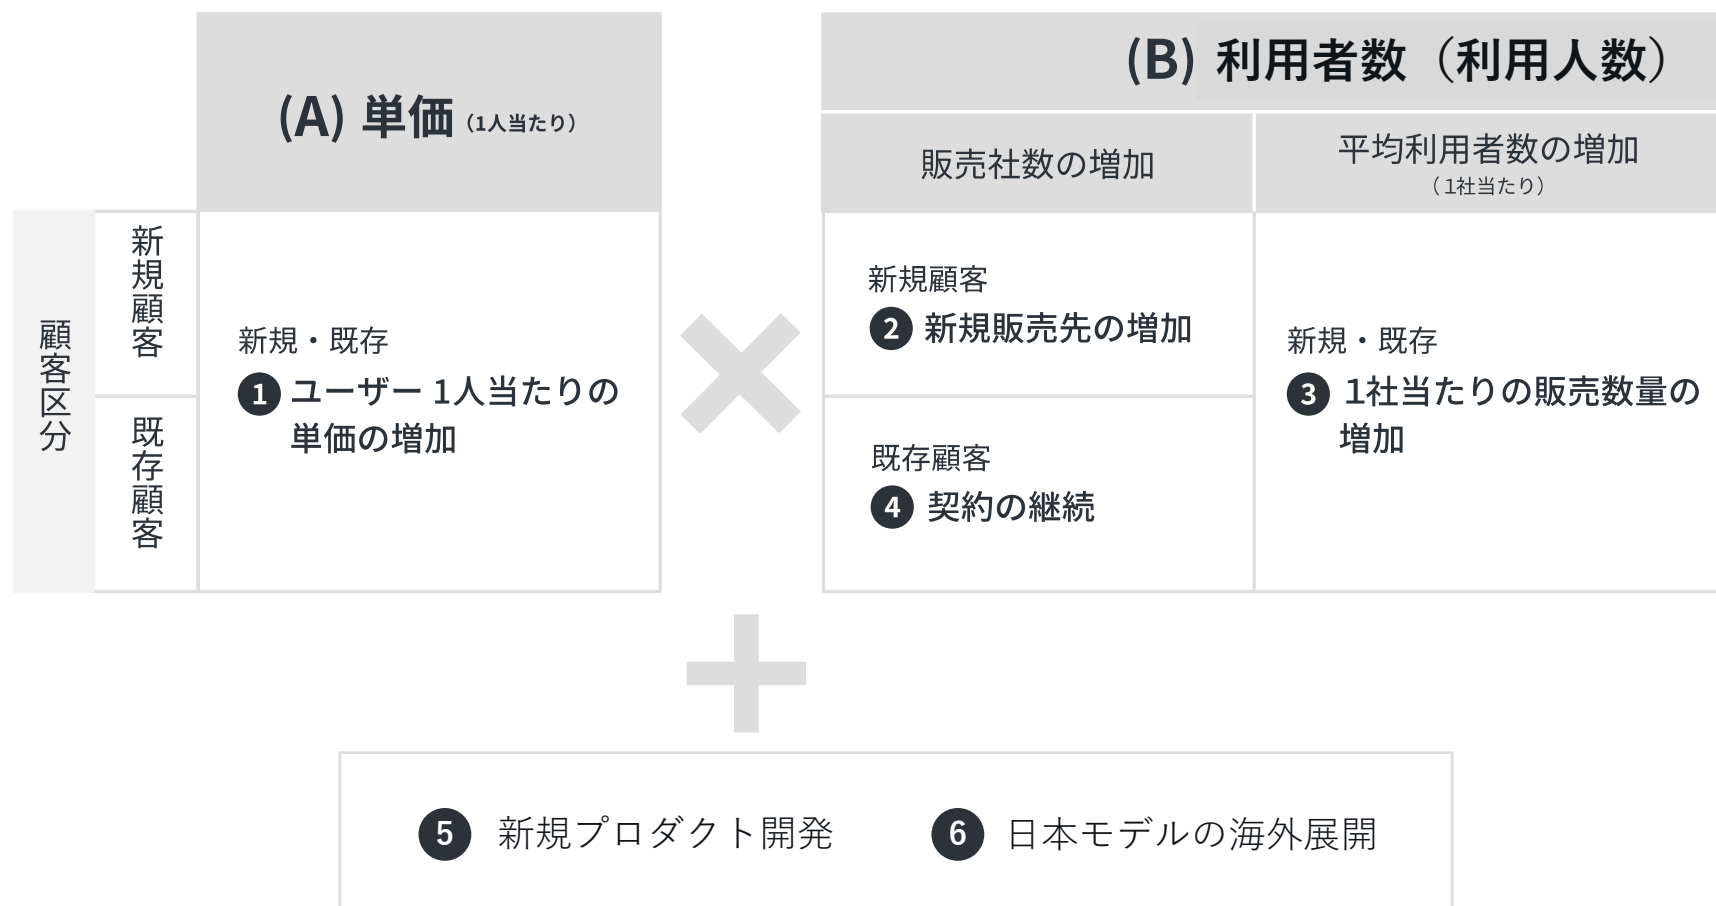 (A) 単価（1人当たり）
(B) 利用者数（利用人数）
販売社数の増加
平均利用者数の増加
（1社当たり）
顧客区分
新規顧客
既存顧客
新規・既存
1 ユーザー 1人当たりの
単価の増加
新規顧客
2 新規販売先の増加
既存顧客
4 契約の継続
新規・既存
3 1社当たりの販売数量の
増加
5 新規プロダクト開発
6 日本モデルの海外展開